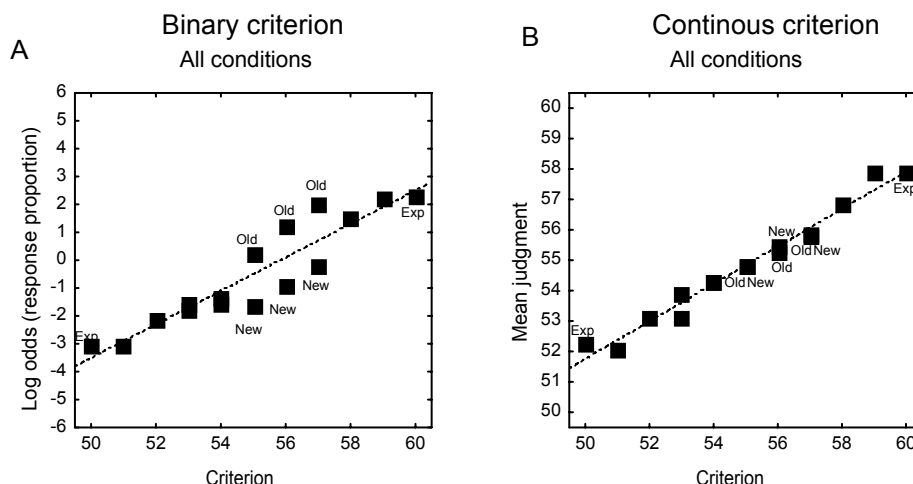 Binary criterion
A
All conditions
Log odds (response proportion)
6
5
4
3
2
1
0
-1
-2
-3
-4
-5
-6
Old
Old
Old
Exp
New
New
New
Exp
50 52 54 56 58 60
Criterion
Continous criterion
B
All conditions
Mean judgment
60
59
58
57
56
55
54
53
52
51
50
Exp
New
Old New
Old
Old New
Exp
50 52 54 56 58 60
Criterion